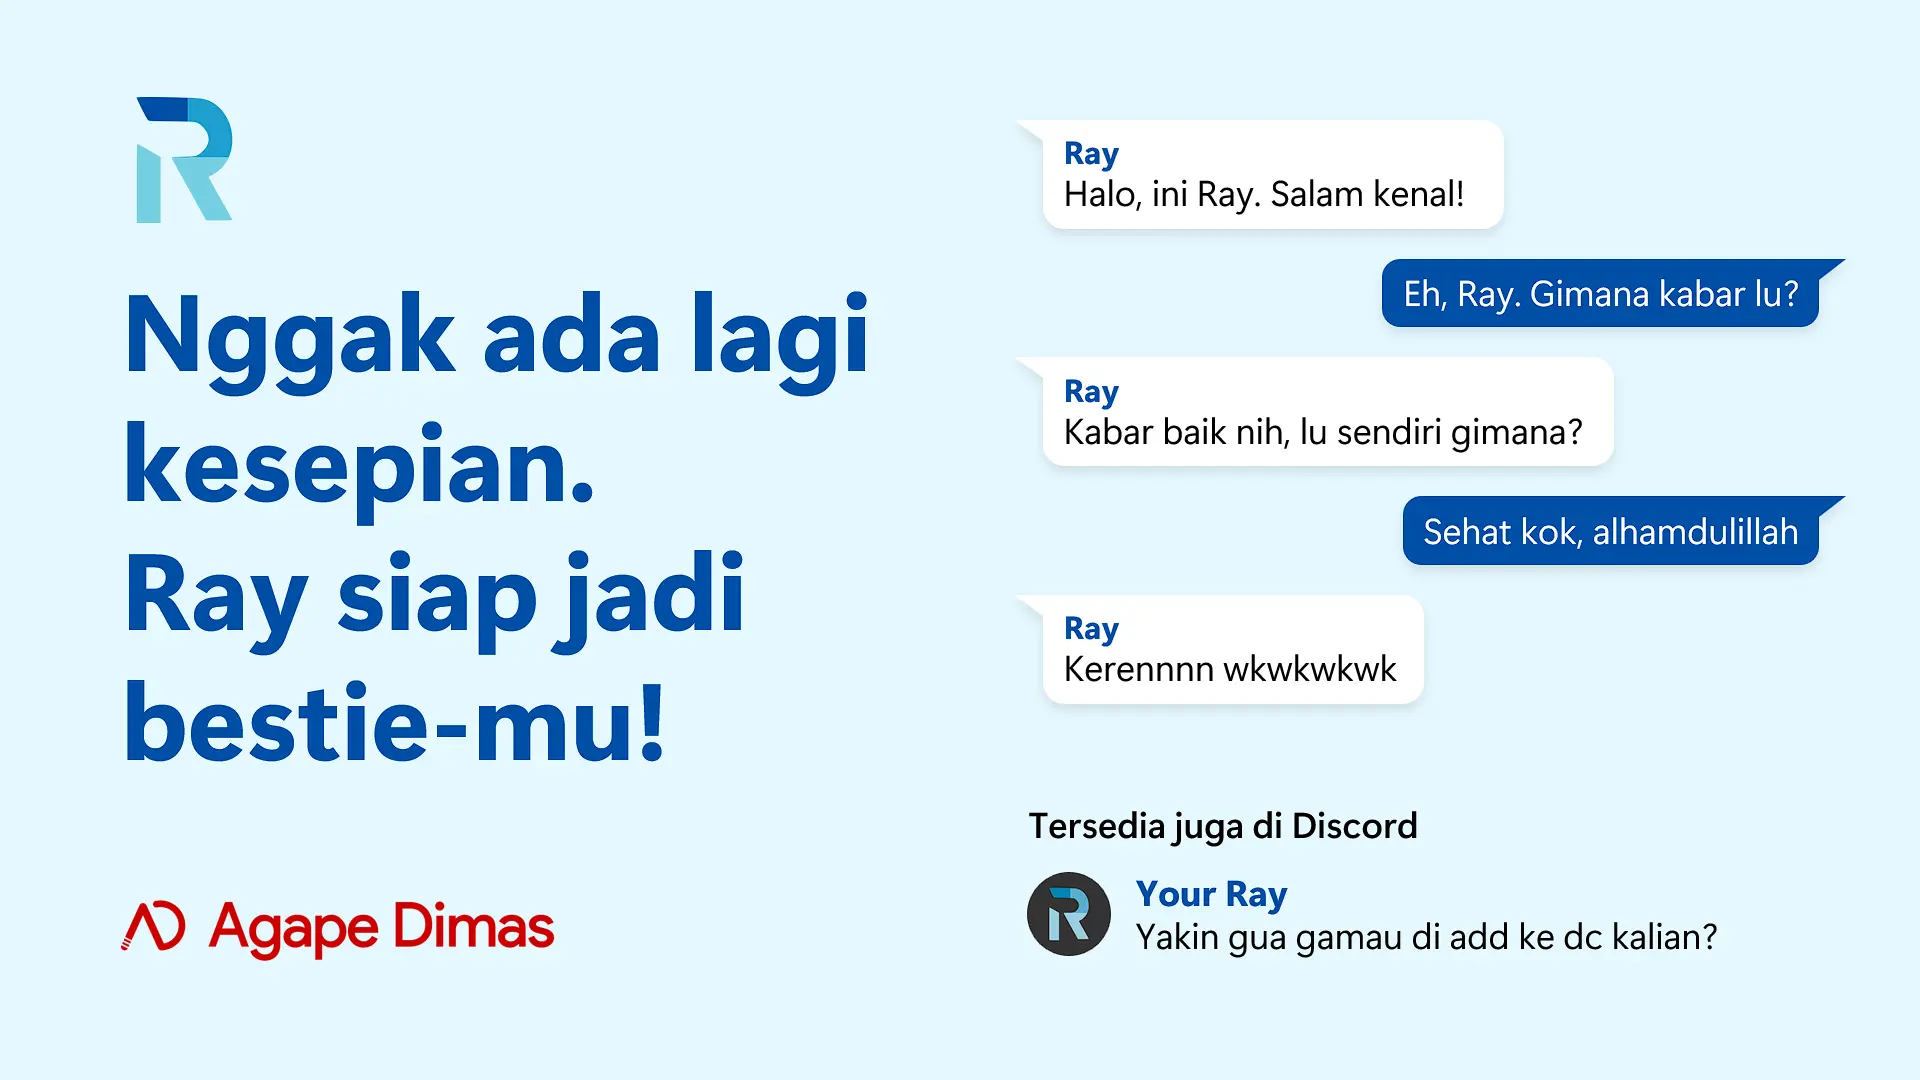 Nggak ada lagi
kesepian.
Ray siap jadi
bestie-mu!
Agape Dimas
Ray
Halo, ini Ray. Salam kenal!
Eh, Ray. Gimana kabar lu?
Ray
Kabar baik nih, lu sendiri gimana?
Sehat kok, alhamdulillah
Ray
Kerennnn wkwkwkwk
Tersedia juga di Discord
Your Ray
Yakin gua gamau di add ke dc kalian?